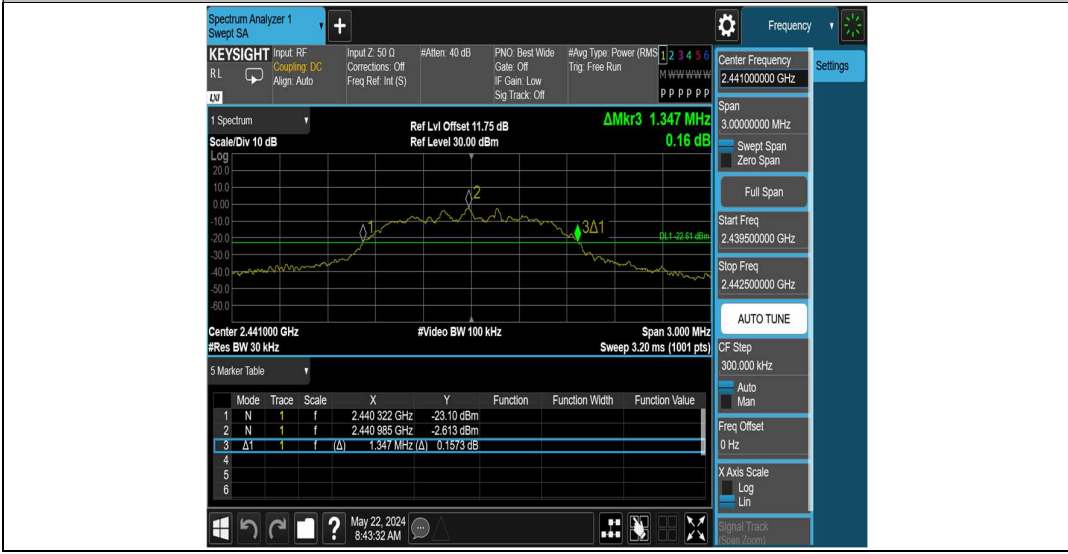 Spectrum Analyzer 1
Swept SA
+
Frequency
KEYSIGHT
RL
LXI
Input: RF
Coupling: DC
Align: Auto
Input Z: 50 Ω
Corrections: Off
Freq Ref: Int (S)
#Atten: 40 dB
PNO: Best Wide
Gate: Off
IF Gain: Low
Sig Track: Off
#Avg Type: Power (RMS
Trig: Free Run
1 2 3 4 5 6
M W W W W W
P P P P P P
1 Spectrum
Scale/Div 10 dB
Ref Lvl Offset 11.75 dB
Ref Level 30.00 dBm
ΔMkr3 1.347 MHz
0.16 dB
Log
20.0
10.0
0.00
-10.0
-20.0
-30.0
-40.0
-50.0
-60.0
1
2
3Δ1
DL1 -22.61 dBm
Center 2.441000 GHz
#Video BW 100 kHz
Span 3.000 MHz
#Res BW 30 kHz
Sweep 3.20 ms (1001 pts)
5 Marker Table
Mode Trace Scale X Y Function Function Width Function Value
1 N 1 f 2.440 322 GHz -23.10 dBm
2 N 1 f 2.440 985 GHz -2.613 dBm
3 Δ1 1 f (Δ) 1.347 MHz (Δ) 0.1573 dB
4
5
6
?
May 22, 2024
8:43:32 AM
Center Frequency
2.441000000 GHz
Settings
Span
3.00000000 MHz
Swept Span
Zero Span
Full Span
Start Freq
2.439500000 GHz
Stop Freq
2.442500000 GHz
AUTO TUNE
CF Step
300.000 kHz
Auto
Man
Freq Offset
0 Hz
X Axis Scale
Log
Lin
Signal Track
(Span Zoom)